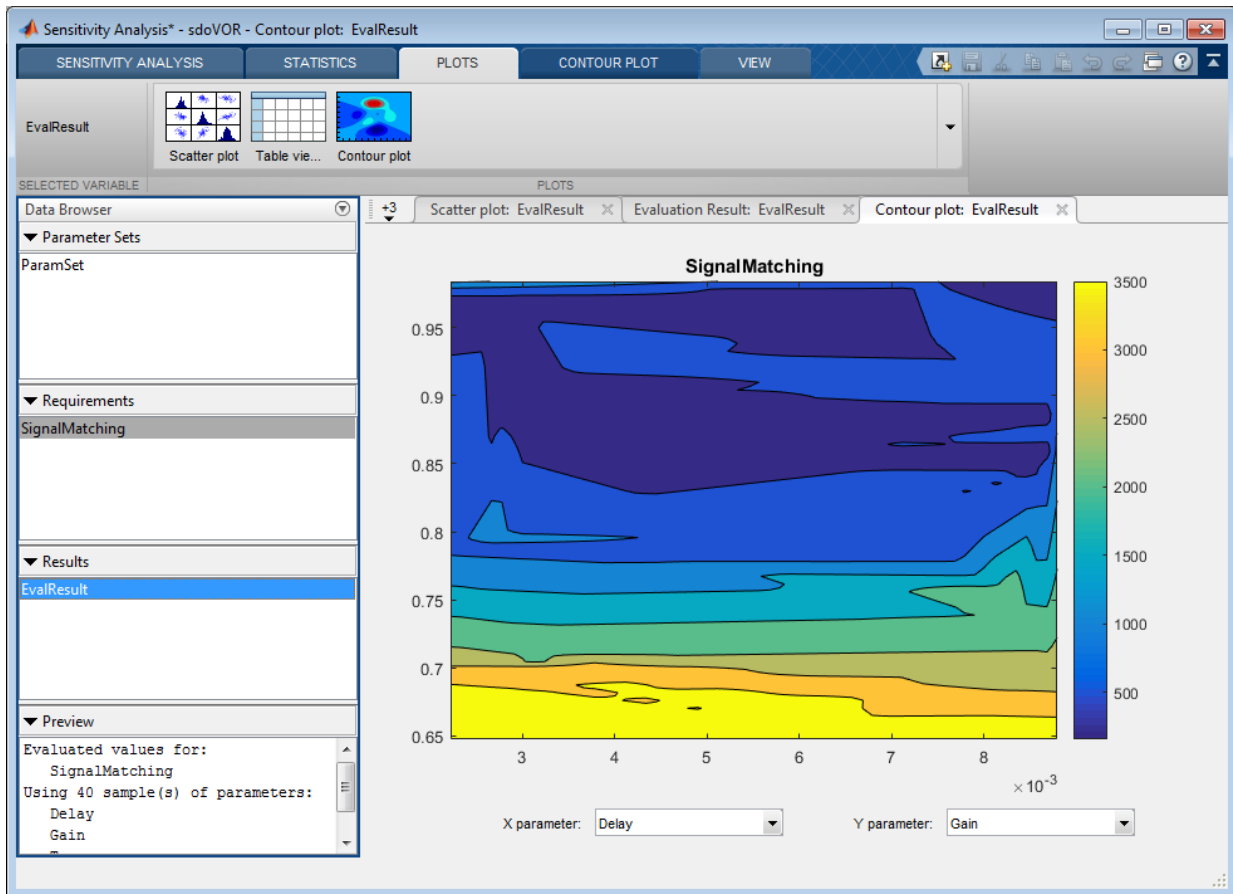 Sensitivity Analysis* - sdoVOR - Contour plot: EvalResult
SENSITIVITY ANALYSIS STATISTICS PLOTS CONTOUR PLOT VIEW
EvalResult
Scatter plot Table vie... Contour plot
SELECTED VARIABLE PLOTS
Data Browser
+3 Scatter plot: EvalResult Evaluation Result: EvalResult Contour plot: EvalResult
Parameter Sets
ParamSet
Requirements
SignalMatching
Results
EvalResult
Preview
Evaluated values for:
SignalMatching
Using 40 sample(s) of parameters:
Delay
Gain
SignalMatching
0.95
0.9
0.85
0.8
0.75
0.7
0.65
3 4 5 6 7 8
×10-3
3500
3000
2500
2000
1500
1000
500
X parameter: Delay Y parameter: Gain